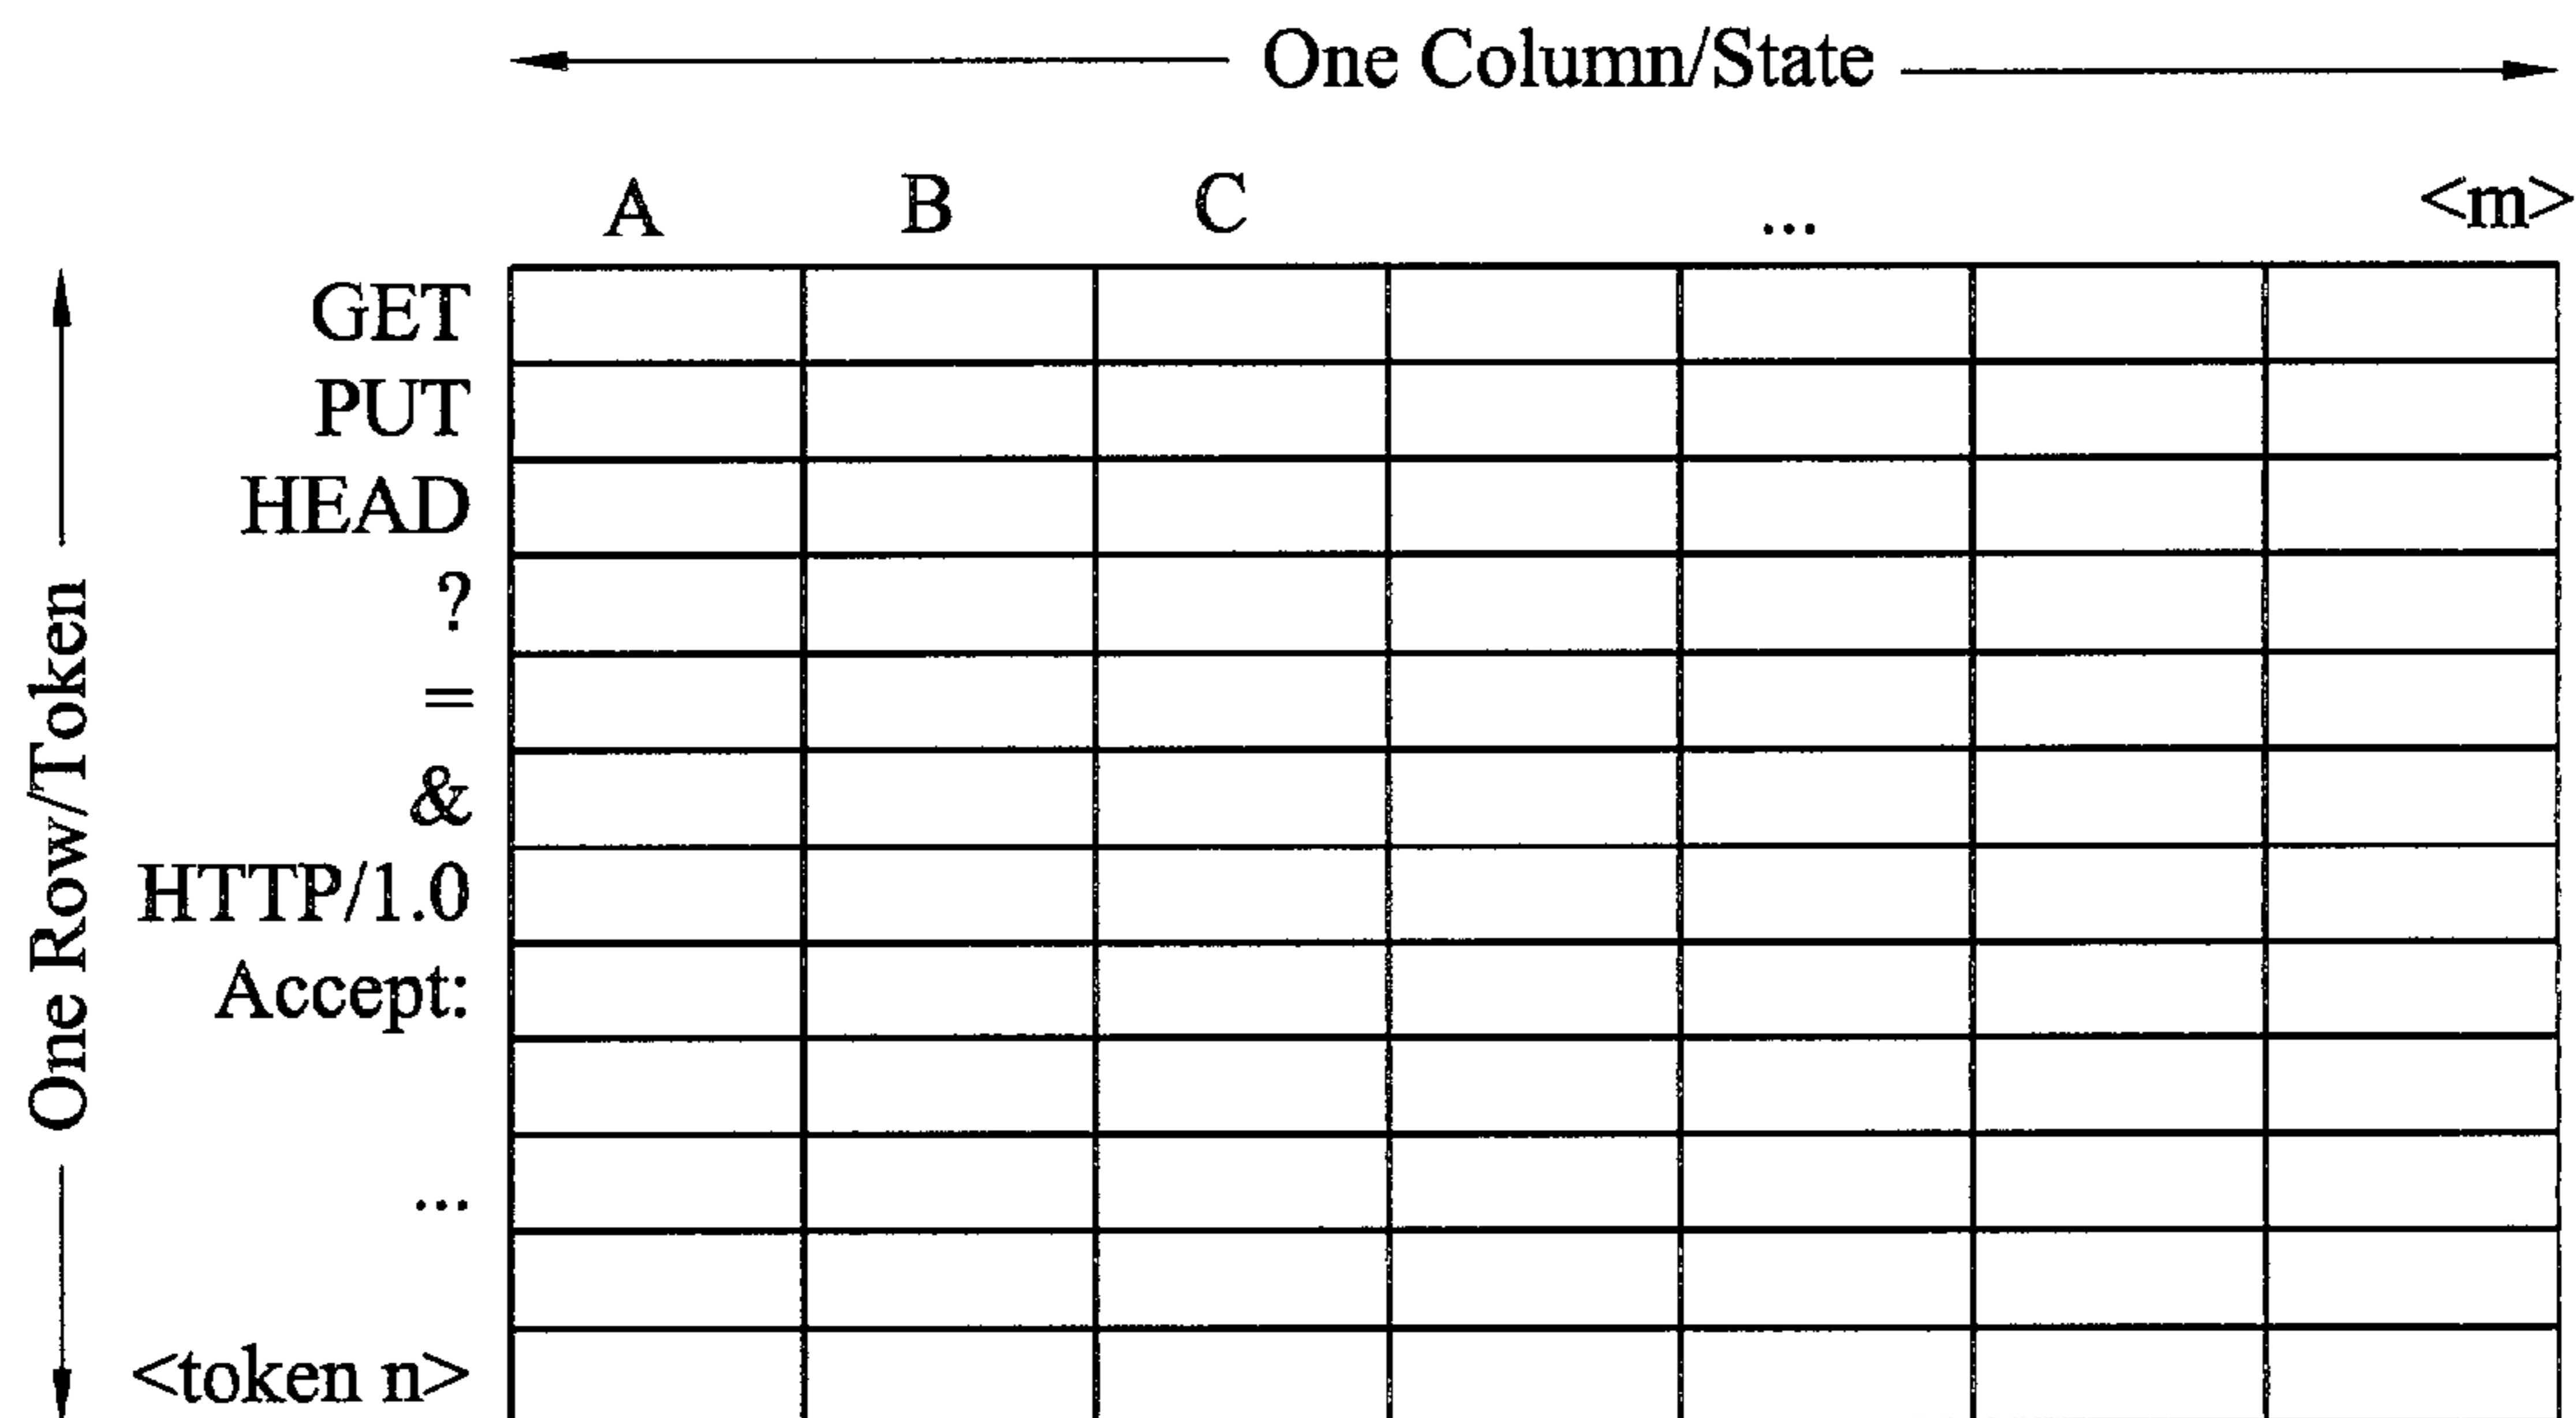 One Column/State
A B C ... <m>
GET
PUT
HEAD
?
=
&
HTTP/1.0
Accept:
...
<token n>
One Row/Token